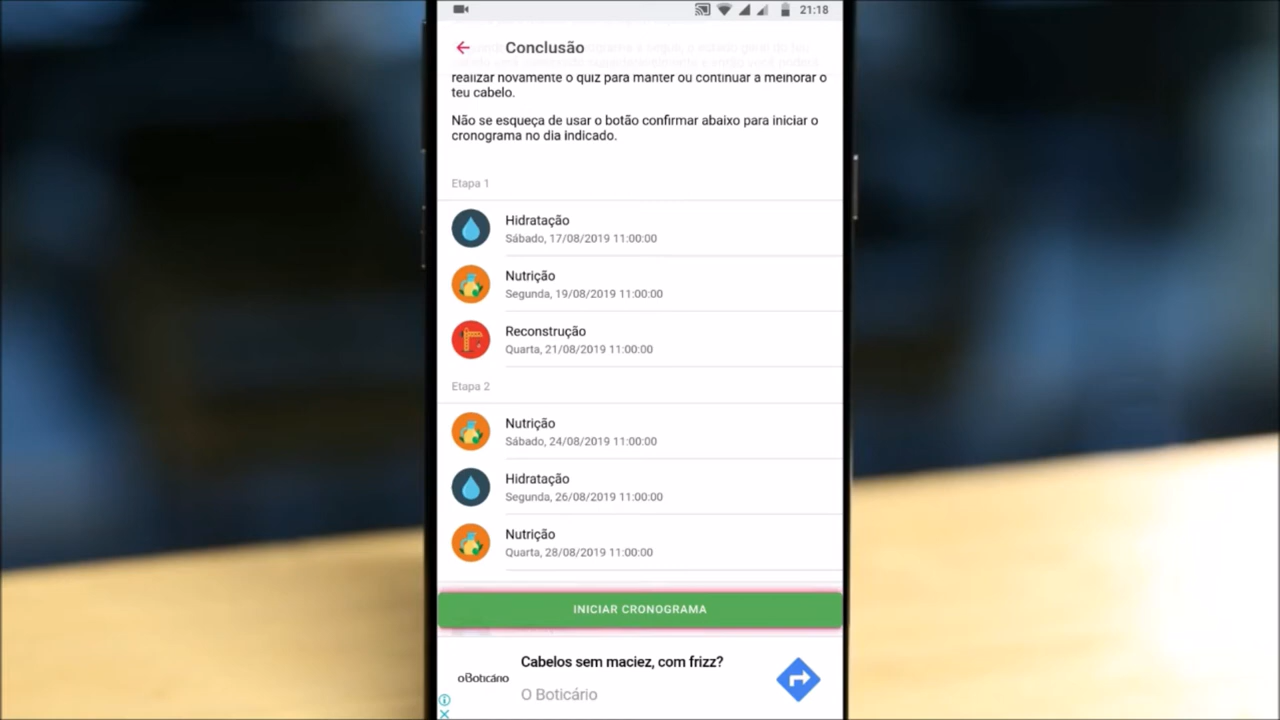 21:18
Conclusão
realizar novamente o quiz para manter ou continuar a melhorar o
teu cabelo.
Não se esqueça de usar o botão confirmar abaixo para iniciar o
cronograma no dia indicado.
Etapa 1
Hidratação
Sábado, 17/08/2019 11:00:00
Nutrição
Segunda, 19/08/2019 11:00:00
Reconstrução
Quarta, 21/08/2019 11:00:00
Etapa 2
Nutrição
Sábado, 24/08/2019 11:00:00
Hidratação
Segunda, 26/08/2019 11:00:00
Nutrição
Quarta, 28/08/2019 11:00:00
INICIAR CRONOGRAMA
Cabelos sem maciez, com frizz?
oBoticário
O Boticário